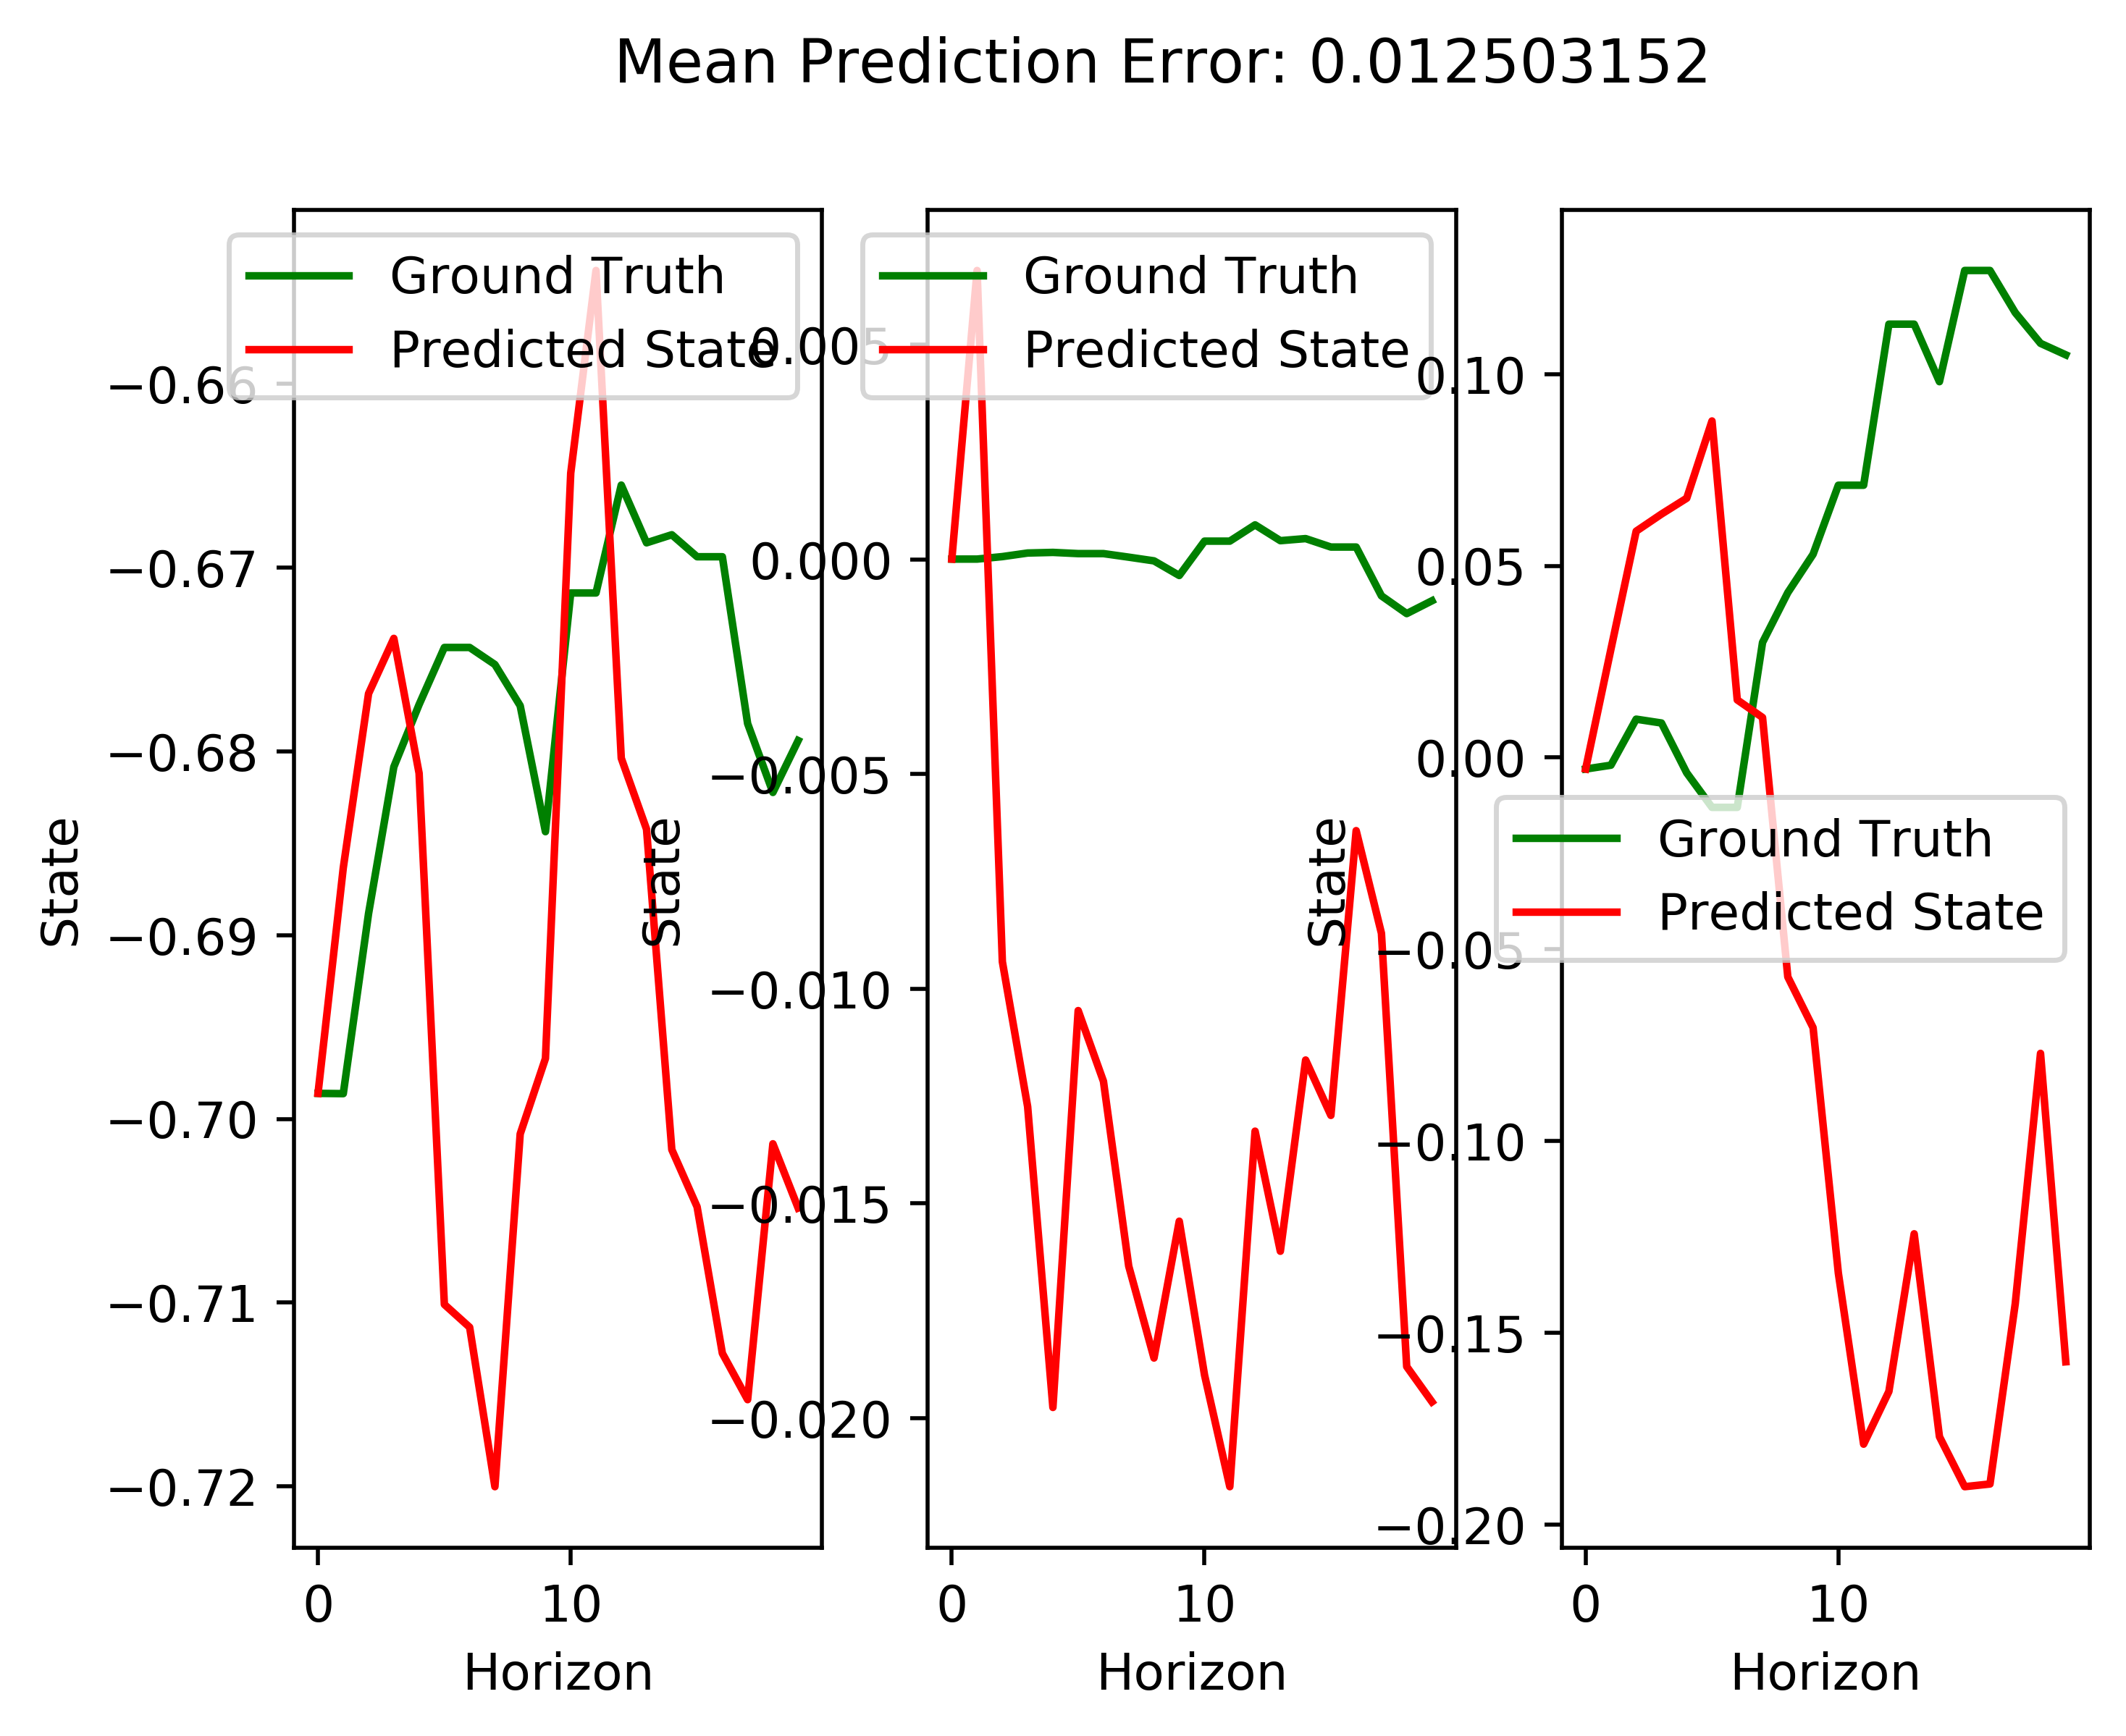 Mean Prediction Error: 0.012503152
Ground Truth
Predicted State
−0.66
−0.67
−0.68
−0.69
−0.70
−0.71
−0.72
State
0
10
Horizon
Ground Truth
Predicted State
0.005
0.000
−0.005
−0.010
−0.015
−0.020
State
0
10
Horizon
0.10
0.05
0.00
−0.05
−0.10
−0.15
−0.20
Ground Truth
Predicted State
State
0
10
Horizon